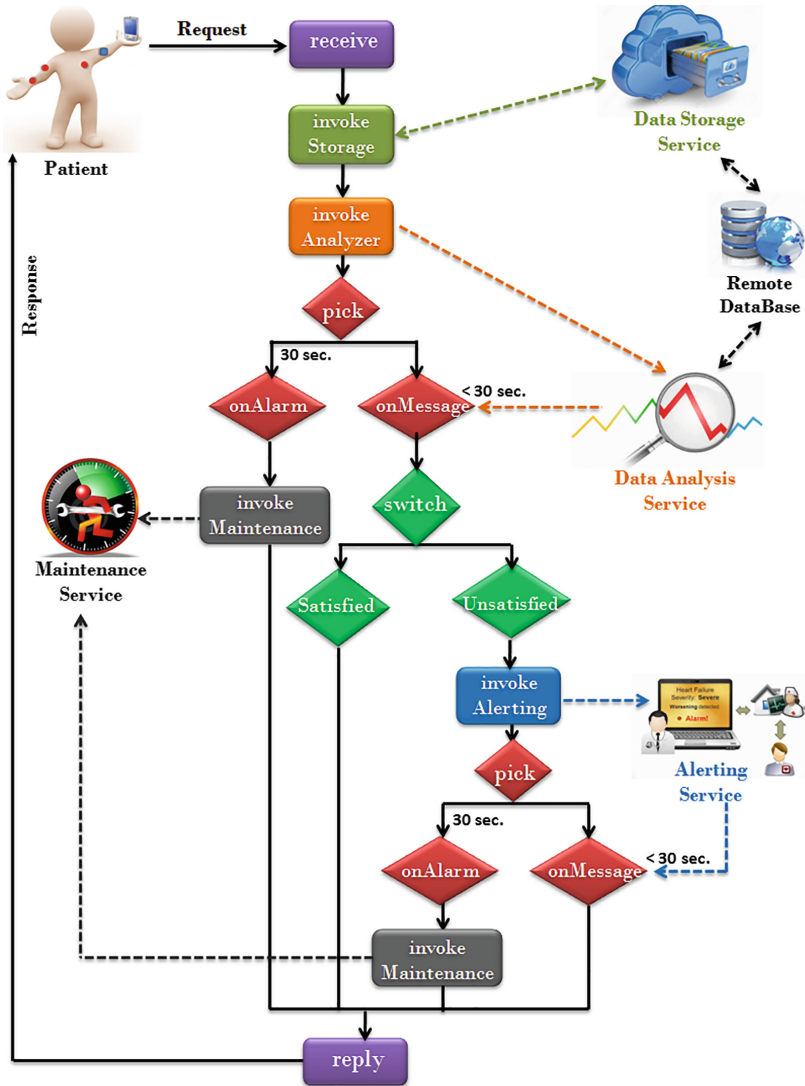 Request
receive
invoke
Storage
Data Storage
Service
Patient
invoke
Analyzer
Remote
DataBase
Response
pick
30 sec.
< 30 sec.
onAlarm
onMessage
Data Analysis
Service
invoke
Maintenance
switch
Maintenance
Service
Satisfied
Unsatisfied
invoke
Alerting
Heart Failure
Severity: Severe
Worsening detected
Alarm!
Alerting
Service
pick
30 sec.
< 30 sec.
onAlarm
onMessage
invoke
Maintenance
reply